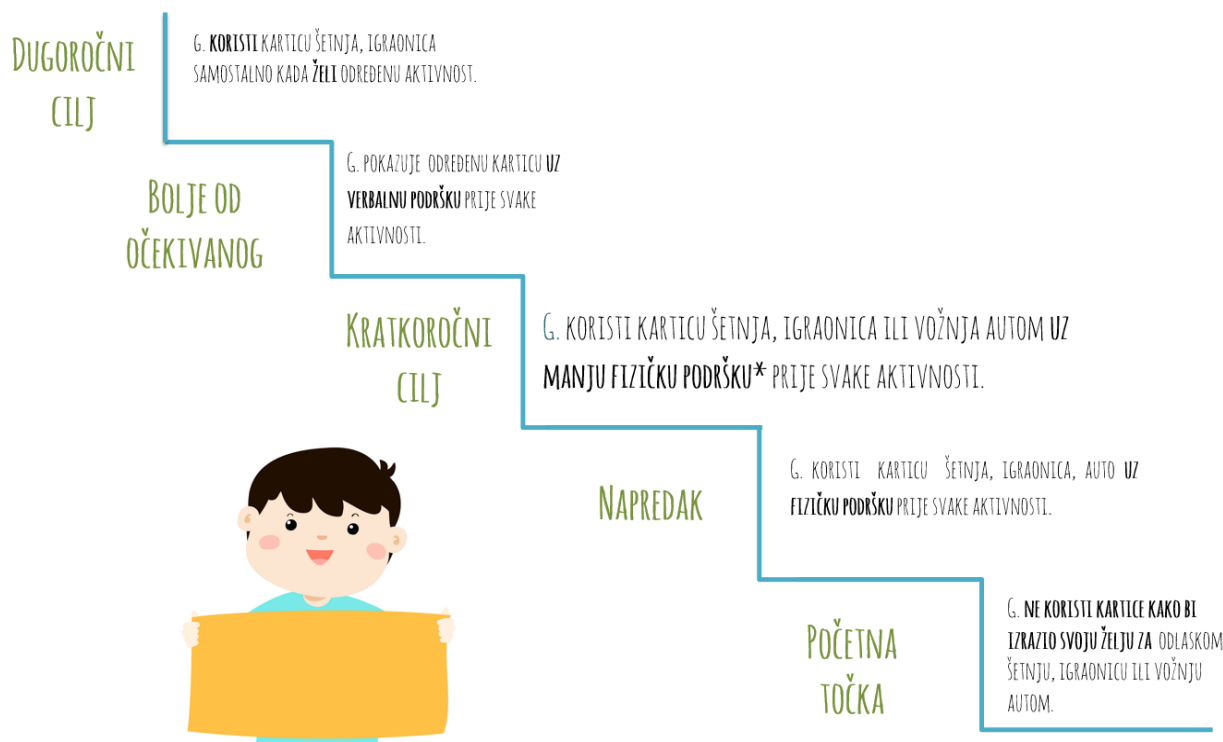 DUGOROČNI
CILJ
G. KORISTI KARTICU ŠETNJA, IGRAONICA
SAMOSTALNO KADA ŽELI ODREĐENU AKTIVNOST.
BOLJE OD
OČEKIVANOG
G. POKAZUJE ODREĐENU KARTICU UZ
VERBALNU PODRŠKU PRIJE SVAKE
AKTIVNOSTI.
KRATKOROČNI
CILJ
G. KORISTI KARTICU ŠETNJA, IGRAONICA ILI VOŽNJA AUTOM UZ
MANJU FIZIČKU PODRŠKU* PRIJE SVAKE AKTIVNOSTI.
NAPREDAK
G. KORISTI KARTICU ŠETNJA, IGRAONICA, AUTO UZ
FIZIČKU PODRŠKU PRIJE SVAKE AKTIVNOSTI.
POČETNA
TOČKA
G. NE KORISTI KARTICE KAKO BI
IZRAZIO SVOJU ŽELJU ZA ODLASKOM
ŠETNJU, IGRAONICU ILI VOŽNJU
AUTOM.